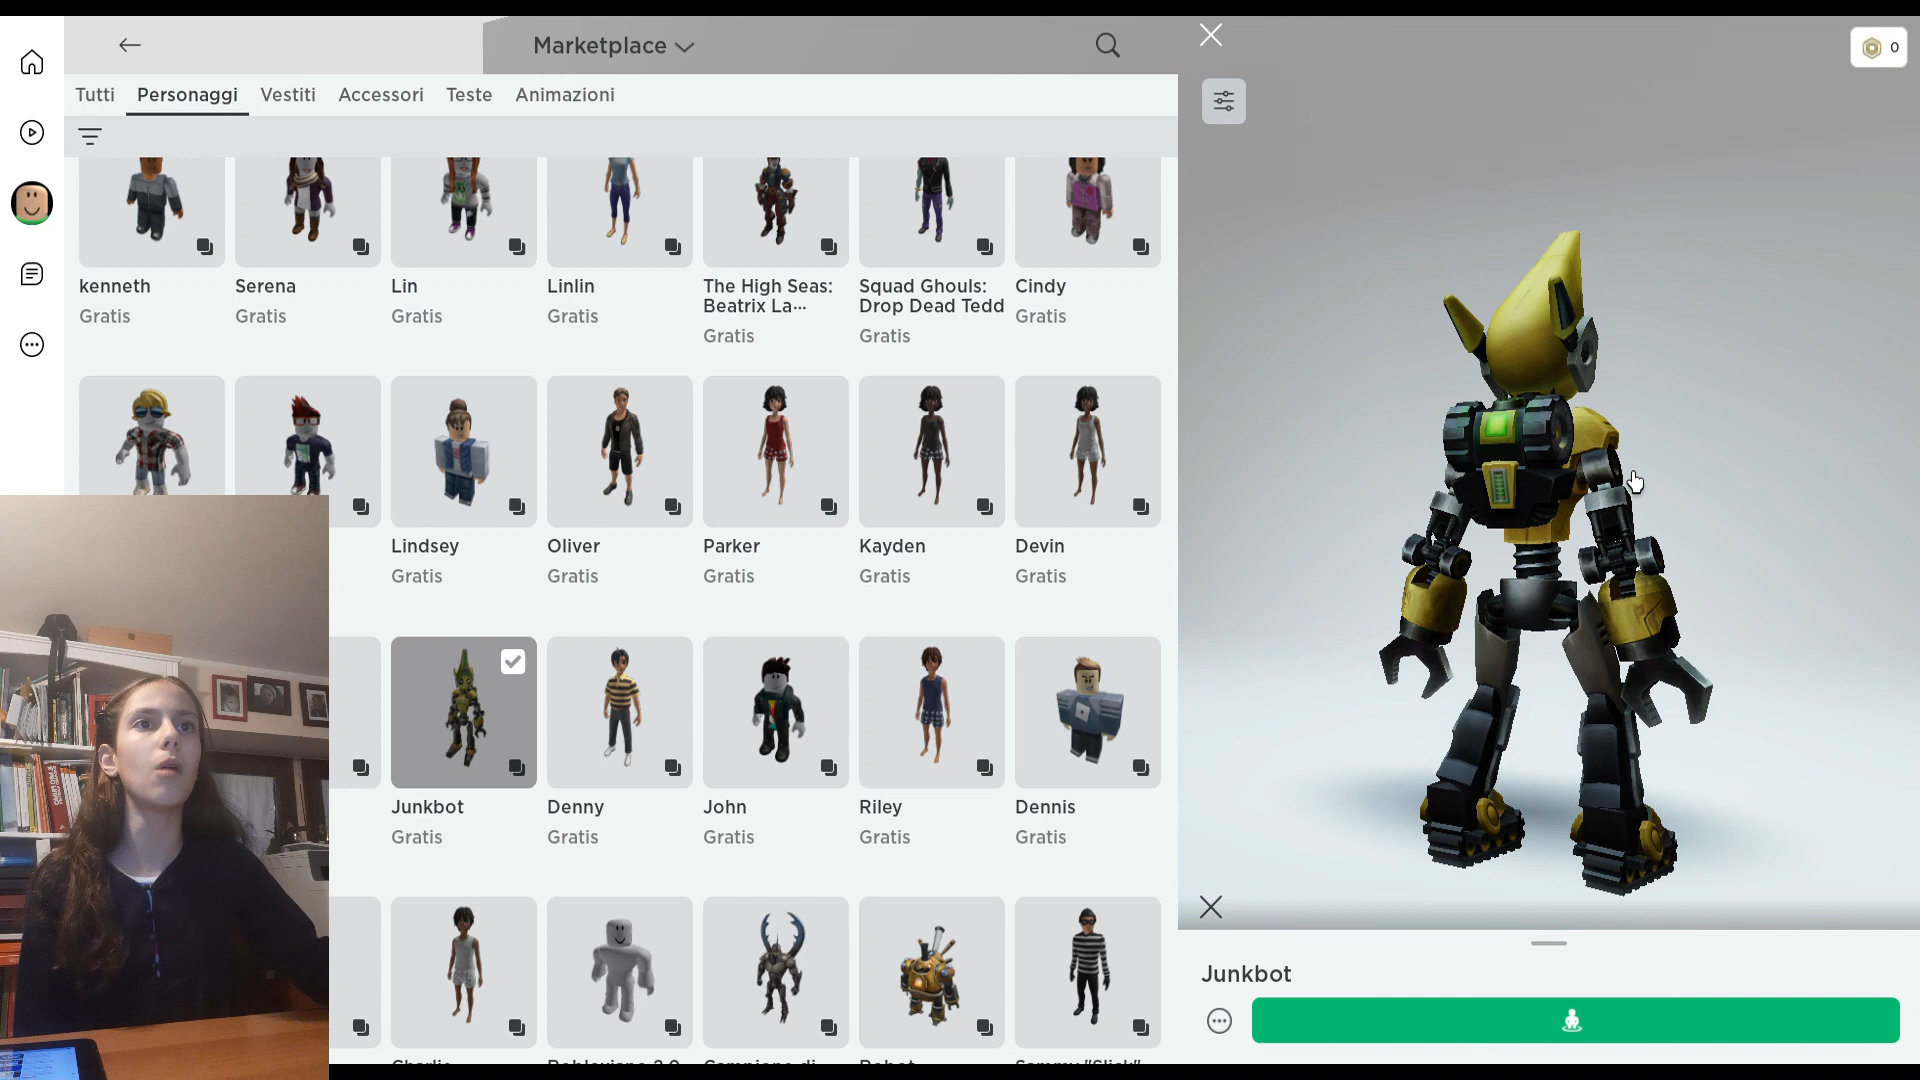 Marketplace
0
Tutti Personaggi Vestiti Accessori Teste Animazioni
kenneth
Gratis
Serena
Gratis
Lin
Gratis
Linlin
Gratis
The High Seas:
Beatrix La...
Gratis
Squad Ghouls:
Drop Dead Tedd
Gratis
Cindy
Gratis
Lindsey
Gratis
Oliver
Gratis
Parker
Gratis
Kayden
Gratis
Devin
Gratis
Junkbot
Gratis
Denny
Gratis
John
Gratis
Riley
Gratis
Dennis
Gratis
Junkbot